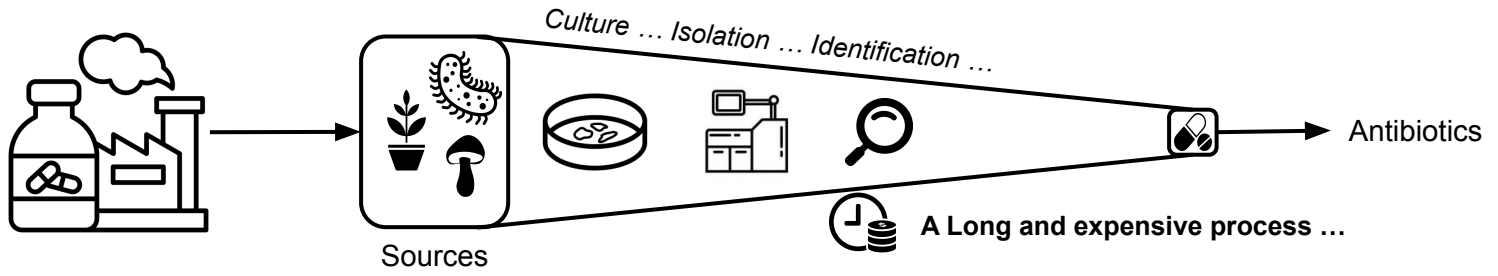 Culture … Isolation … Identification …
Antibiotics
A Long and expensive process …
Sources